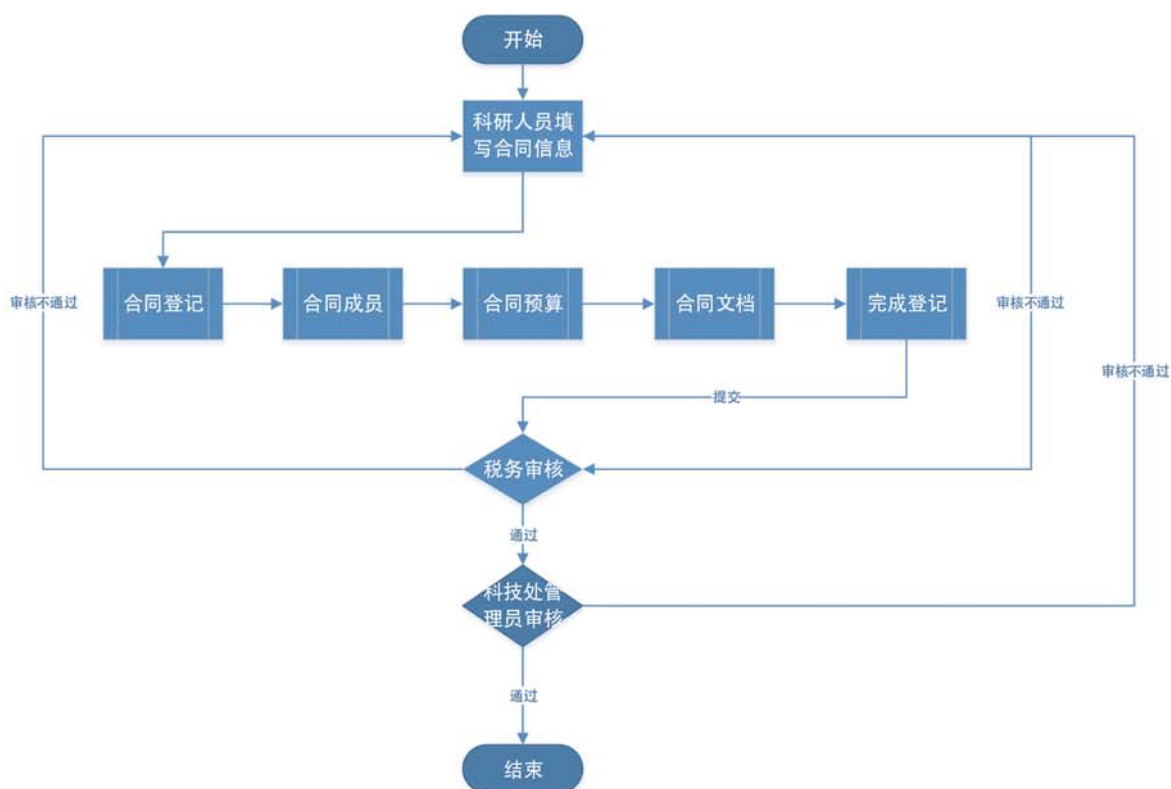 开始
科研人员填
写合同信息
合同登记
合同成员
合同预算
合同文档
完成登记
审核不通过
审核不通过
审核不通过
提交
税务审核
通过
科技处管
理员审核
通过
结束